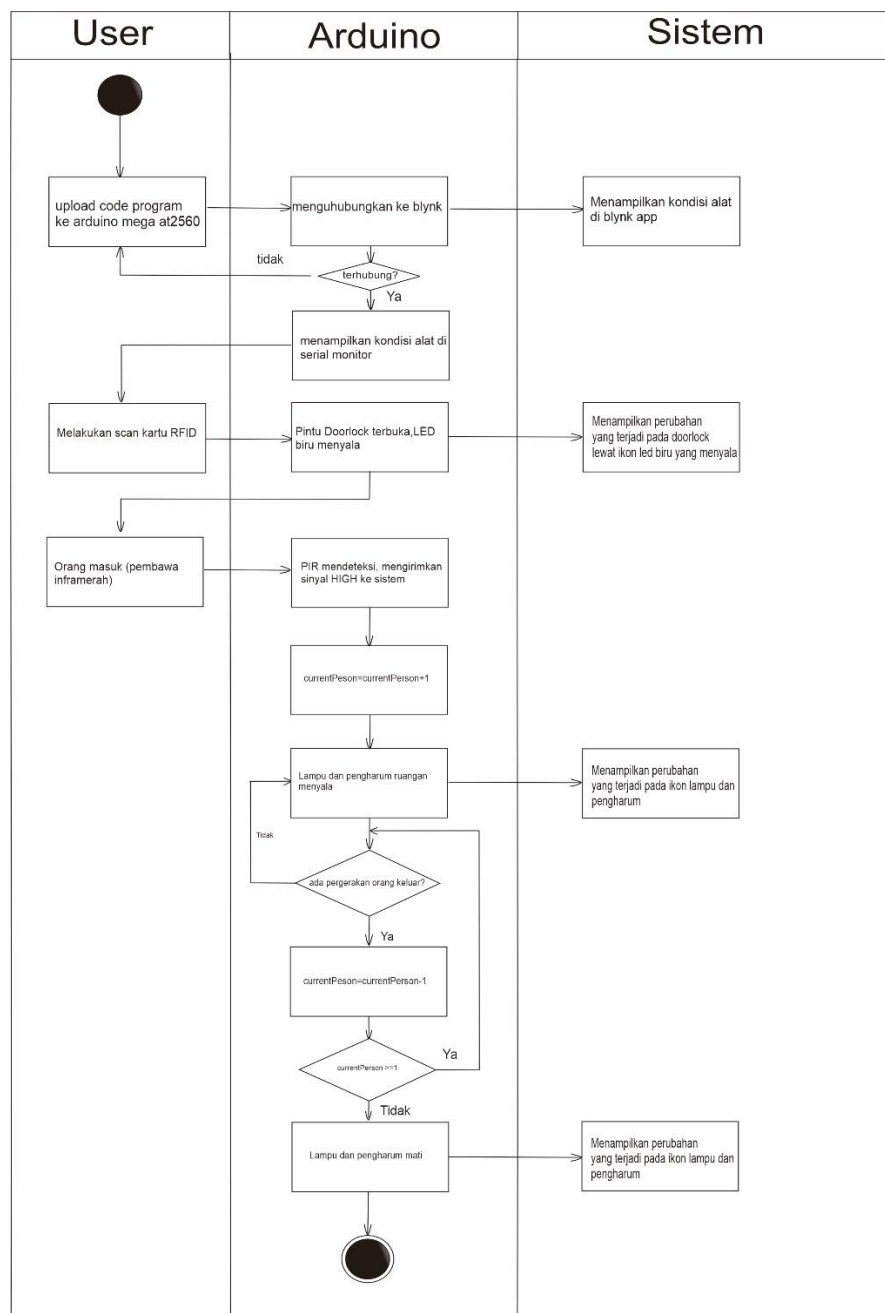 User
Arduino
Sistem
upload code program
ke arduino mega at2560
menguhubungkan ke blynk
Menampilkan kondisi alat
di blynk app
tidak
terhubung?
Ya
menampilkan kondisi alat di
serial monitor
Melakukan scan kartu RFID
Pintu Doorlock terbuka,LED
biru menyala
Menampilkan perubahan
yang terjadi pada doorlock
lewat ikon led biru yang menyala
Orang masuk (pembawa
inframerah)
PIR mendeteksi, mengirimkan
sinyal HIGH ke sistem
currentPeson=currentPerson+1
Lampu dan pengharum ruangan
menyala
Menampilkan perubahan
yang terjadi pada ikon lampu dan
pengharum
Tidak
ada pergerakan orang keluar?
Ya
currentPeson=currentPerson-1
currentPerson >=1
Ya
Tidak
Lampu dan pengharum mati
Menampilkan perubahan
yang terjadi pada ikon lampu dan
pengharum